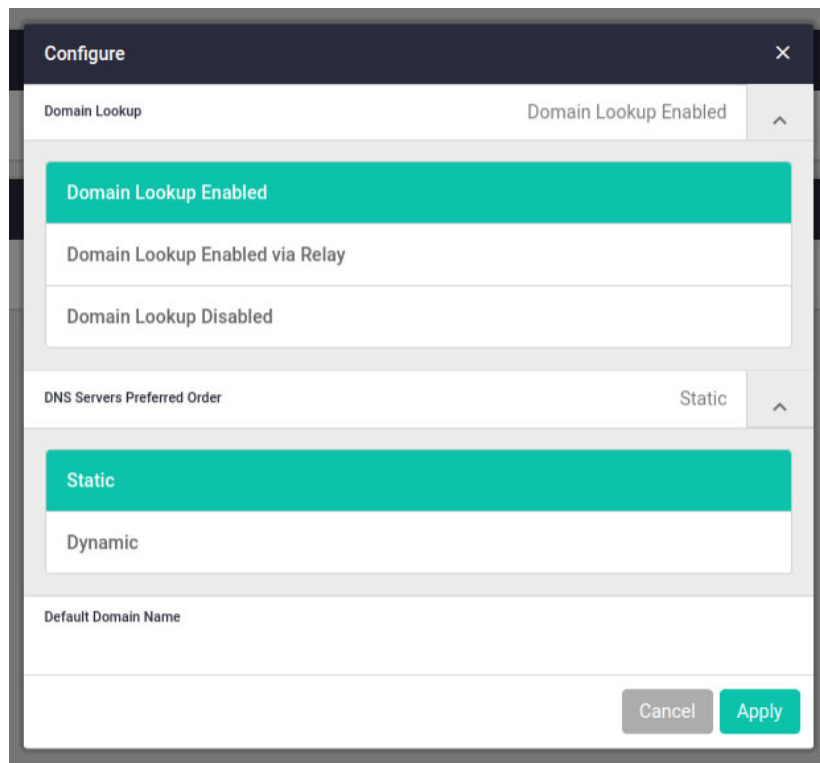 Configure
Domain Lookup
Domain Lookup Enabled
Domain Lookup Enabled
Domain Lookup Enabled via Relay
Domain Lookup Disabled
DNS Servers Preferred Order
Static
Static
Dynamic
Default Domain Name
Cancel
Apply